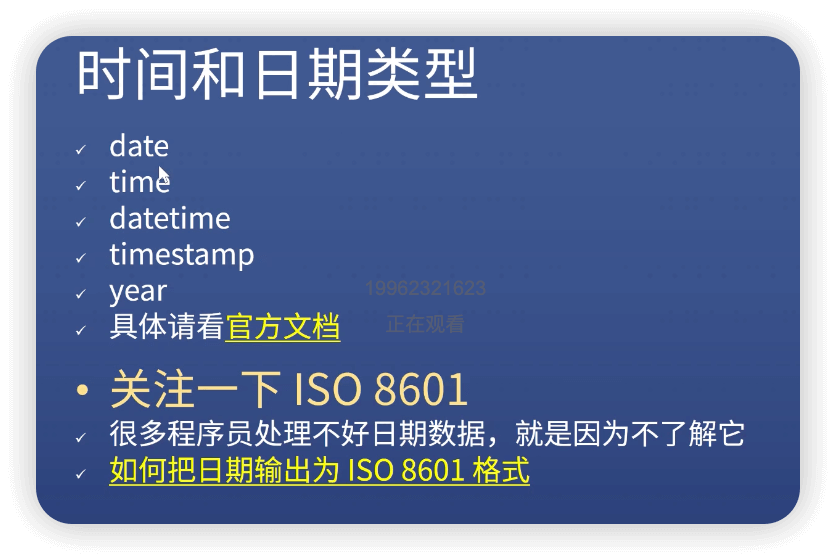 时间和日期类型
✓ date
✓ time
✓ datetime
✓ timestamp
✓ year
19962321623
✓ 具体请看官方文档
正在观看
• 关注一下 ISO 8601
✓ 很多程序员处理不好日期数据，就是因为不了解它
✓ 如何把日期输出为 ISO 8601 格式